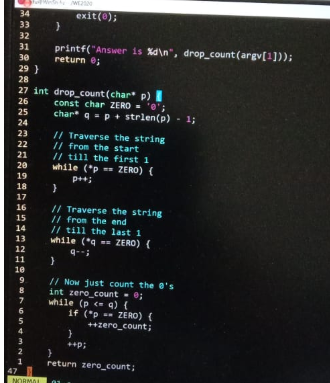 34 exit(0);
33 }
32
31 printf("Answer is %d\n", drop_count(argv[1]));
30 return 0;
29 }
28
27 int drop_count(char* p) {
26 const char ZERO = '0';
25 char* q = p + strlen(p) - 1;
24
23 // Traverse the string
22 // from the start
21 // till the first 1
20 while (*p == ZERO) {
19 p++;
18 }
17
16 // Traverse the string
15 // from the end
14 // till the last 1
13 while (*q == ZERO) {
12 q--;
11 }
10
9 // Now just count the 0's
8 int zero_count = 0;
7 while (p <= q) {
6 if (*p == ZERO) {
5 ++zero_count;
4 }
3 ++p;
2 }
1 return zero_count;
47 }
NORMAL